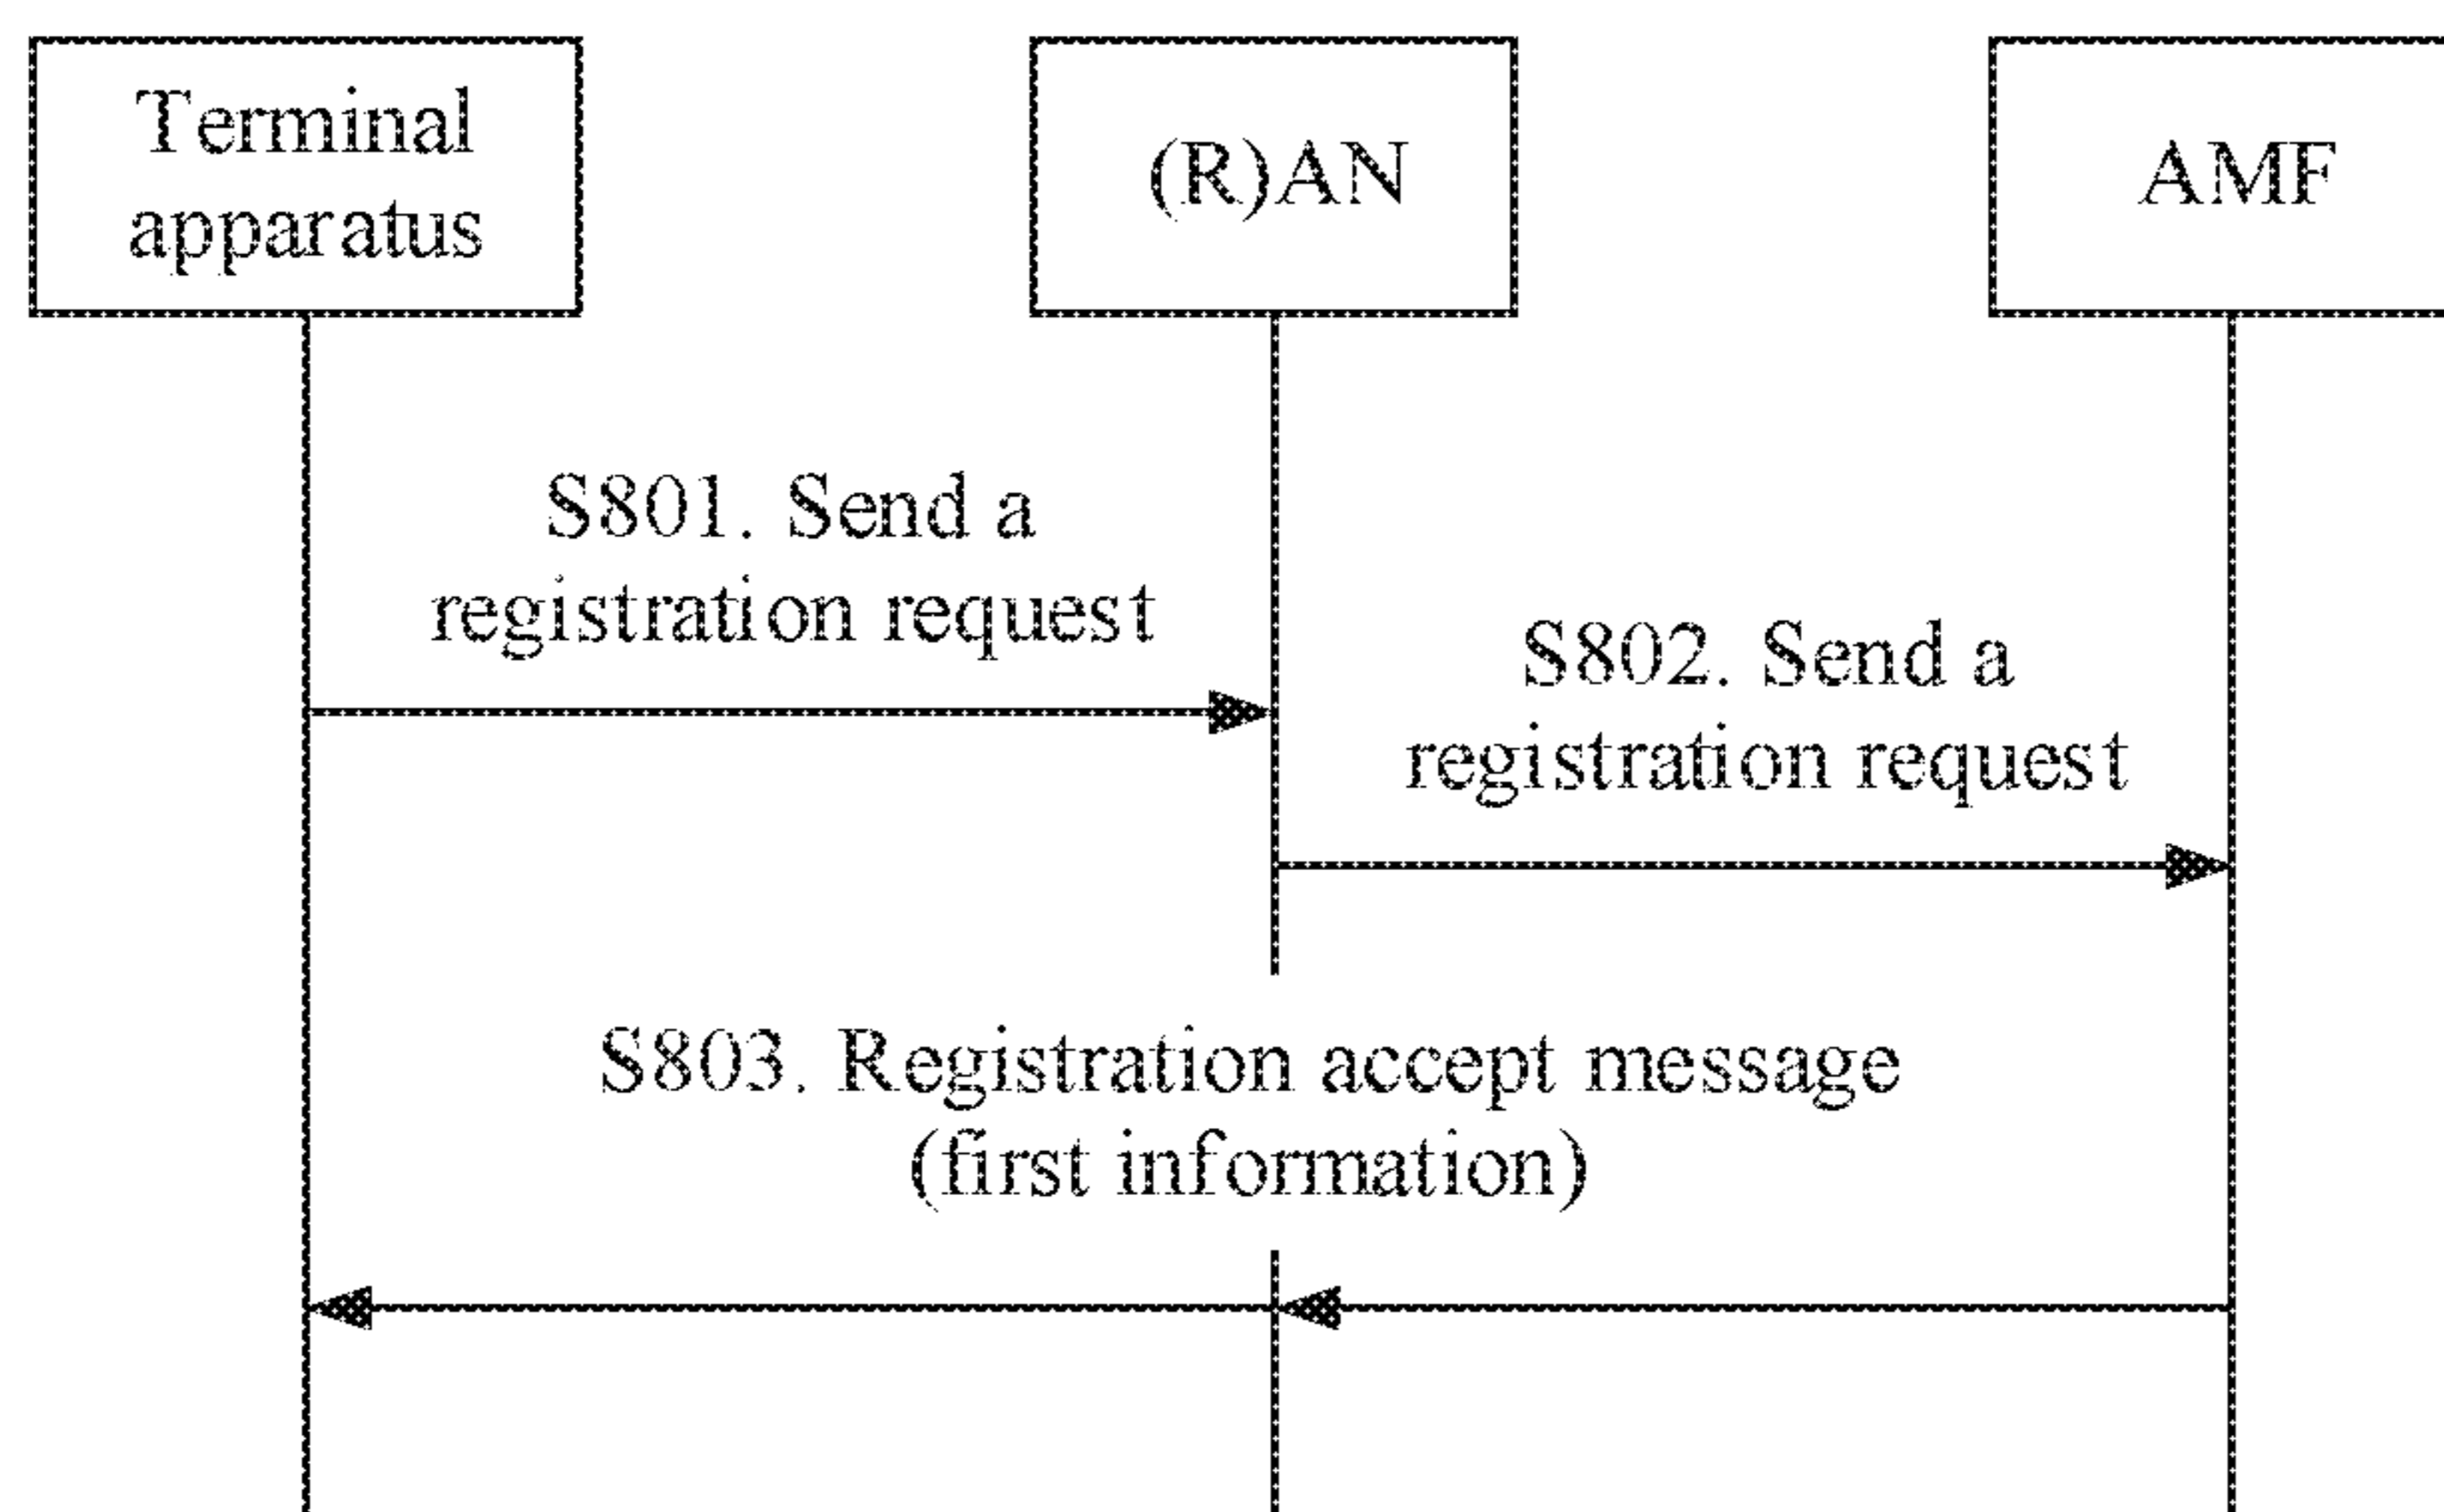 Terminal
apparatus
(R)AN
AMF
S801. Send a
registration request
S802. Send a
registration request
S803. Registration accept message
(first information)